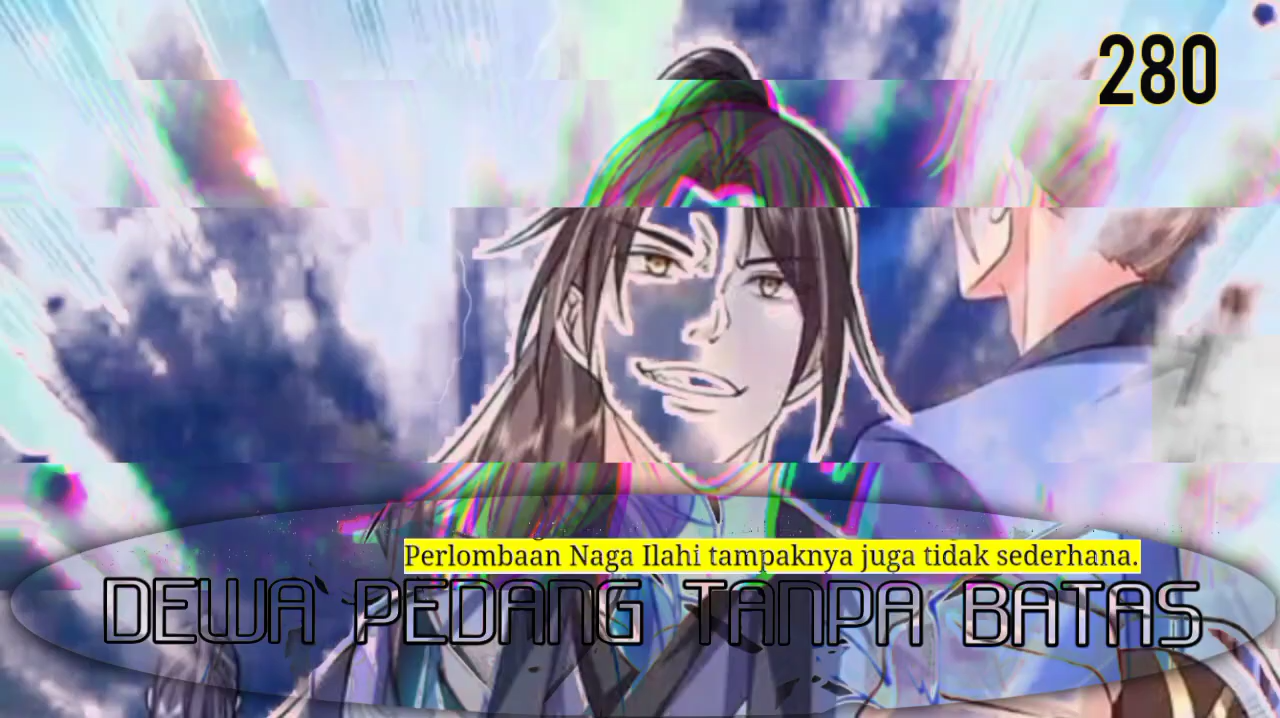 280
Perlombaan Naga Ilahi tampaknya juga tidak sederhana.
DEWA PEDANG TANPA BATAS